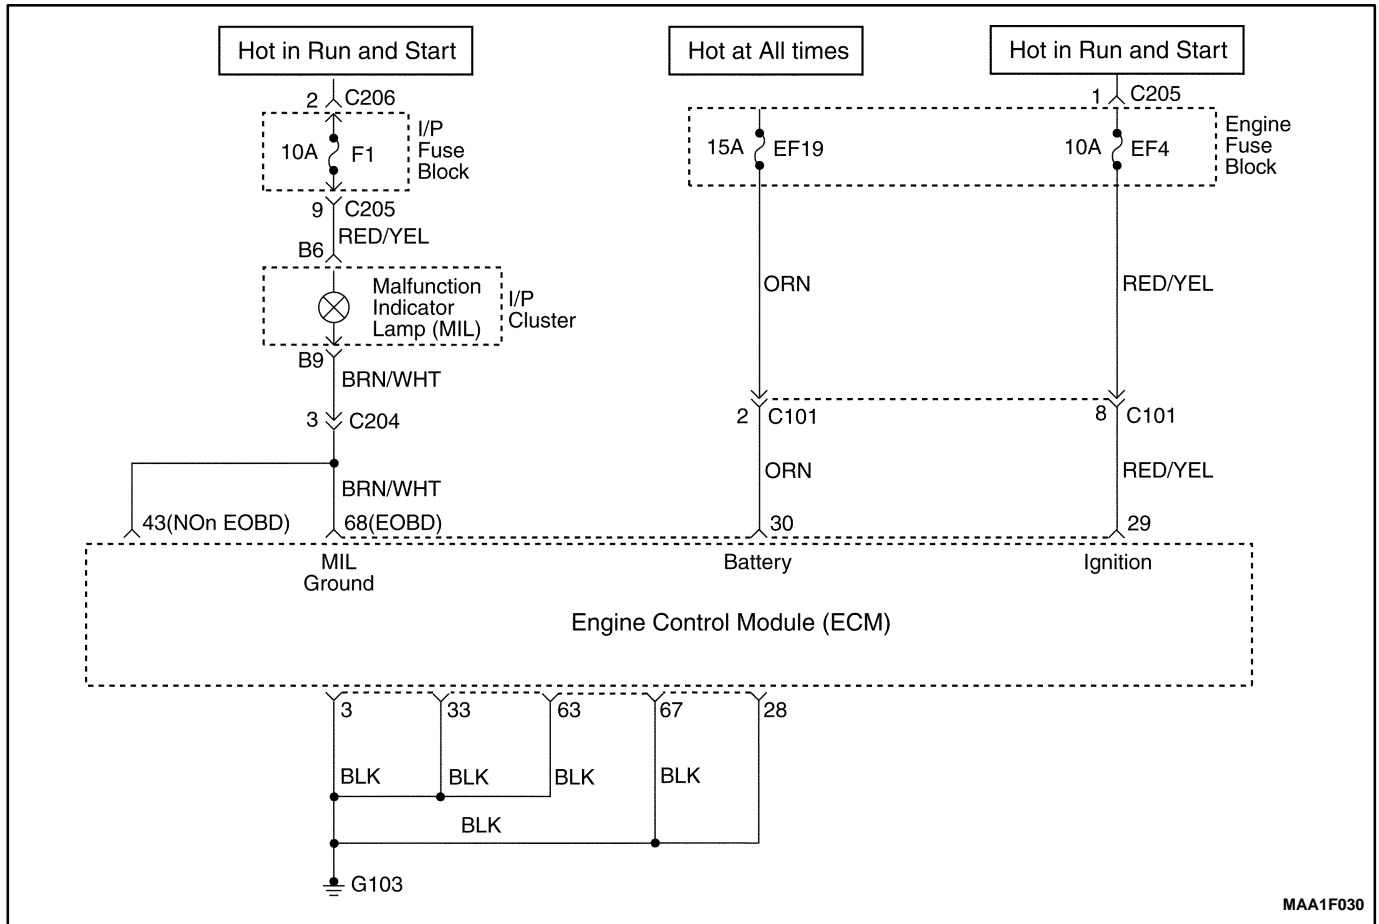 Hot in Run and Start
Hot at All times
Hot in Run and Start
2
C206
1
C205
10A
F1
I/P
Fuse
Block
15A
EF19
10A
EF4
Engine
Fuse
Block
9
C205
RED/YEL
B6
Malfunction
Indicator
Lamp (MIL)
I/P
Cluster
ORN
RED/YEL
B9
BRN/WHT
3
C204
2
C101
8
C101
BRN/WHT
ORN
RED/YEL
43(NOn EOBD)
68(EOBD)
30
29
MIL
Ground
Battery
Ignition
Engine Control Module (ECM)
3
33
63
67
28
BLK
BLK
BLK
BLK
BLK
G103
MAA1F030